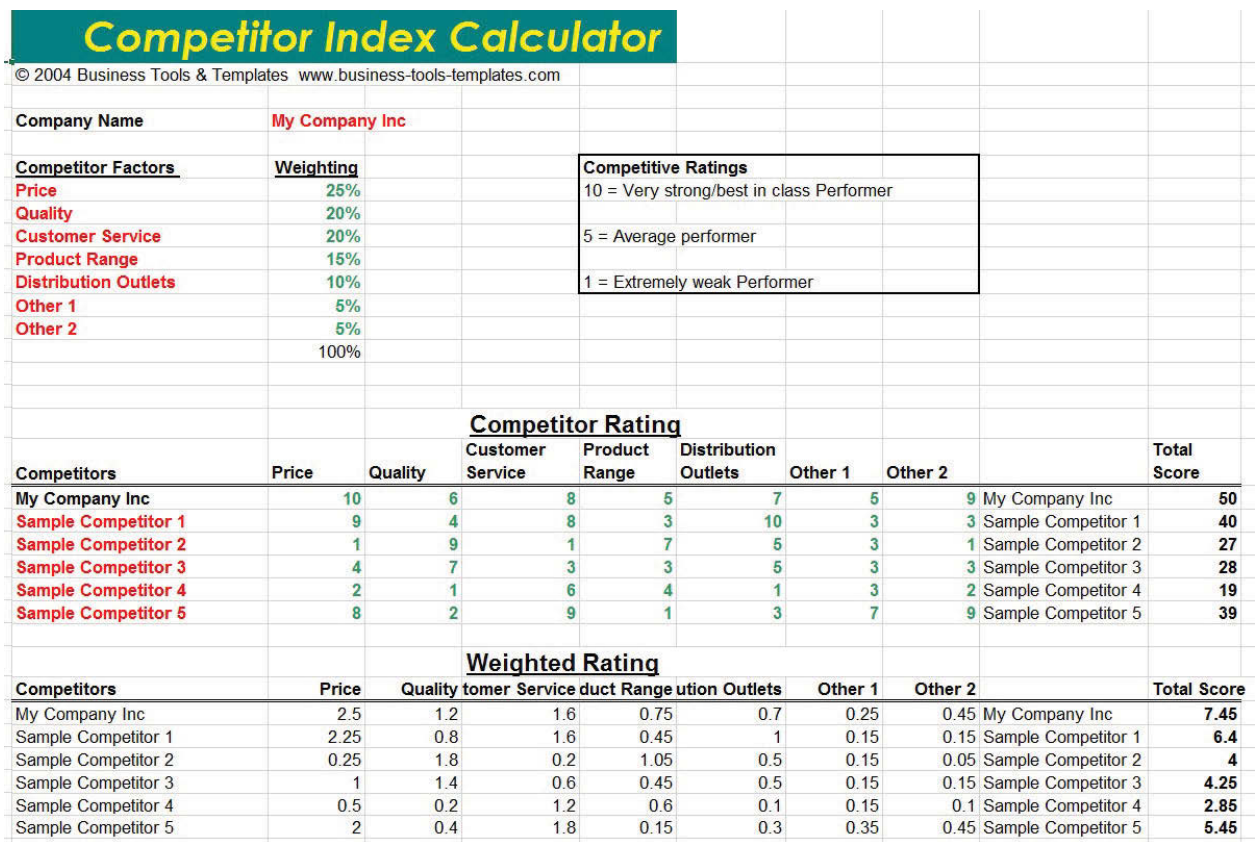 Competitor Index Calculator
© 2004 Business Tools & Templates www.business-tools-templates.com
Company Name My Company Inc
Competitor Factors Weighting Competitive Ratings
Price 25% 10 = Very strong/best in class Performer
Quality 20%
Customer Service 20% 5 = Average performer
Product Range 15%
Distribution Outlets 10% 1 = Extremely weak Performer
Other 1 5%
Other 2 5%
100%
Competitor Rating
Customer Product Distribution Total
Competitors Price Quality Service Range Outlets Other 1 Other 2 Score
My Company Inc 10 6 8 5 7 5 9 My Company Inc 50
Sample Competitor 1 9 4 8 3 10 3 3 Sample Competitor 1 40
Sample Competitor 2 1 9 1 7 5 3 1 Sample Competitor 2 27
Sample Competitor 3 4 7 3 3 5 3 3 Sample Competitor 3 28
Sample Competitor 4 2 1 6 4 1 3 2 Sample Competitor 4 19
Sample Competitor 5 8 2 9 1 3 7 9 Sample Competitor 5 39
Weighted Rating
Competitors Price Quality tomer Service duct Range ution Outlets Other 1 Other 2 Total Score
My Company Inc 2.5 1.2 1.6 0.75 0.7 0.25 0.45 My Company Inc 7.45
Sample Competitor 1 2.25 0.8 1.6 0.45 1 0.15 0.15 Sample Competitor 1 6.4
Sample Competitor 2 0.25 1.8 0.2 1.05 0.5 0.15 0.05 Sample Competitor 2 4
Sample Competitor 3 1 1.4 0.6 0.45 0.5 0.15 0.15 Sample Competitor 3 4.25
Sample Competitor 4 0.5 0.2 1.2 0.6 0.1 0.15 0.1 Sample Competitor 4 2.85
Sample Competitor 5 2 0.4 1.8 0.15 0.3 0.35 0.45 Sample Competitor 5 5.45